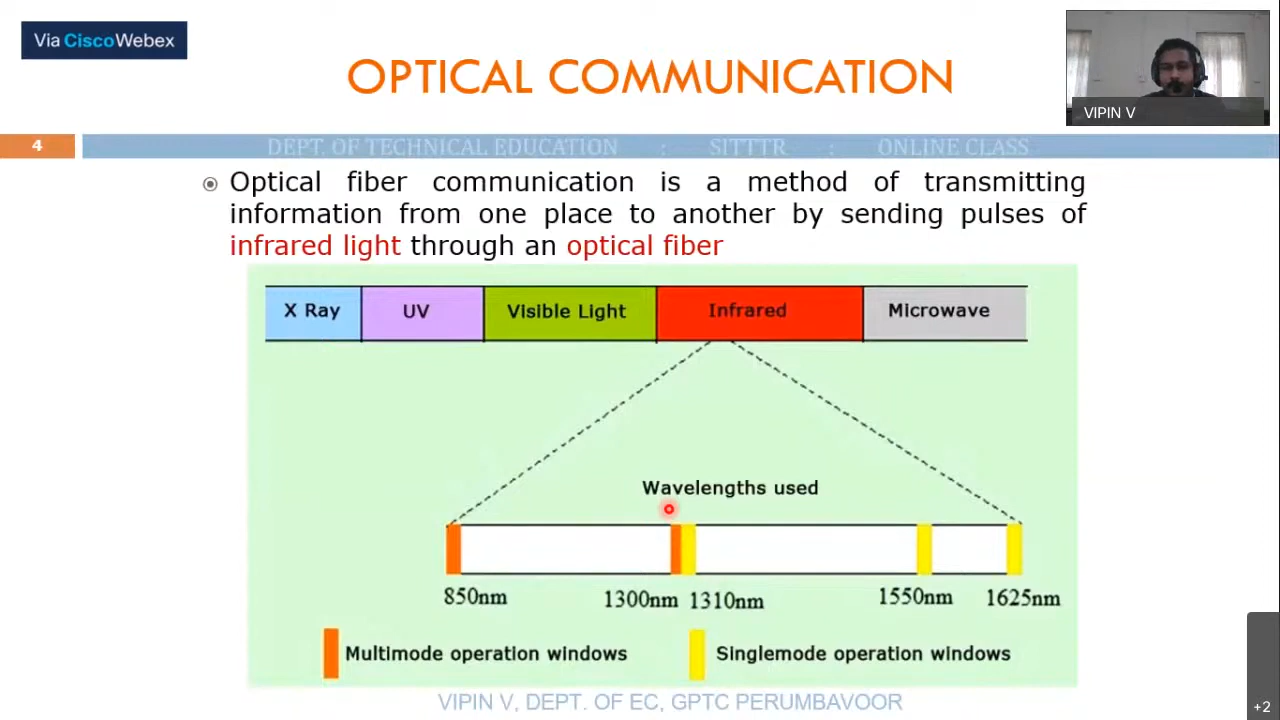 Via CiscoWebex
OPTICAL COMMUNICATION
VIPIN V
4
DEPT. OF TECHNICAL EDUCATION : SITTTR : ONLINE CLASS
Optical fiber communication is a method of transmitting
information from one place to another by sending pulses of
infrared light through an optical fiber
X Ray UV Visible Light Infrared Microwave
Wavelengths used
850nm 1300nm 1310nm 1550nm 1625nm
Multimode operation windows Singlemode operation windows
VIPIN V, DEPT. OF EC, GPTC PERUMBAVOOR
+2